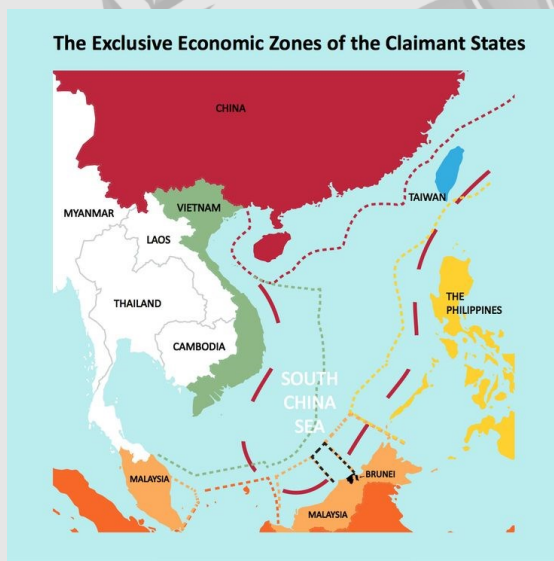 The Exclusive Economic Zones of the Claimant States
CHINA
TAIWAN
VIETNAM
MYANMAR
LAOS
THAILAND
THE
PHILIPPINES
CAMBODIA
SOUTH
CHINA
SEA
MALAYSIA
BRUNEI
MALAYSIA